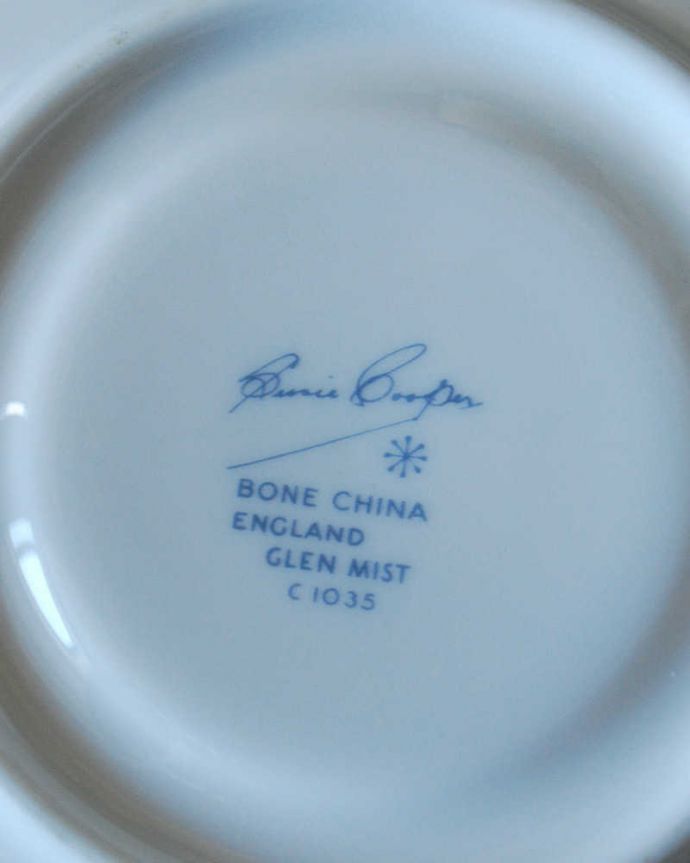 Susie Cooper
BONE CHINA
ENGLAND
GLEN MIST
C 1035